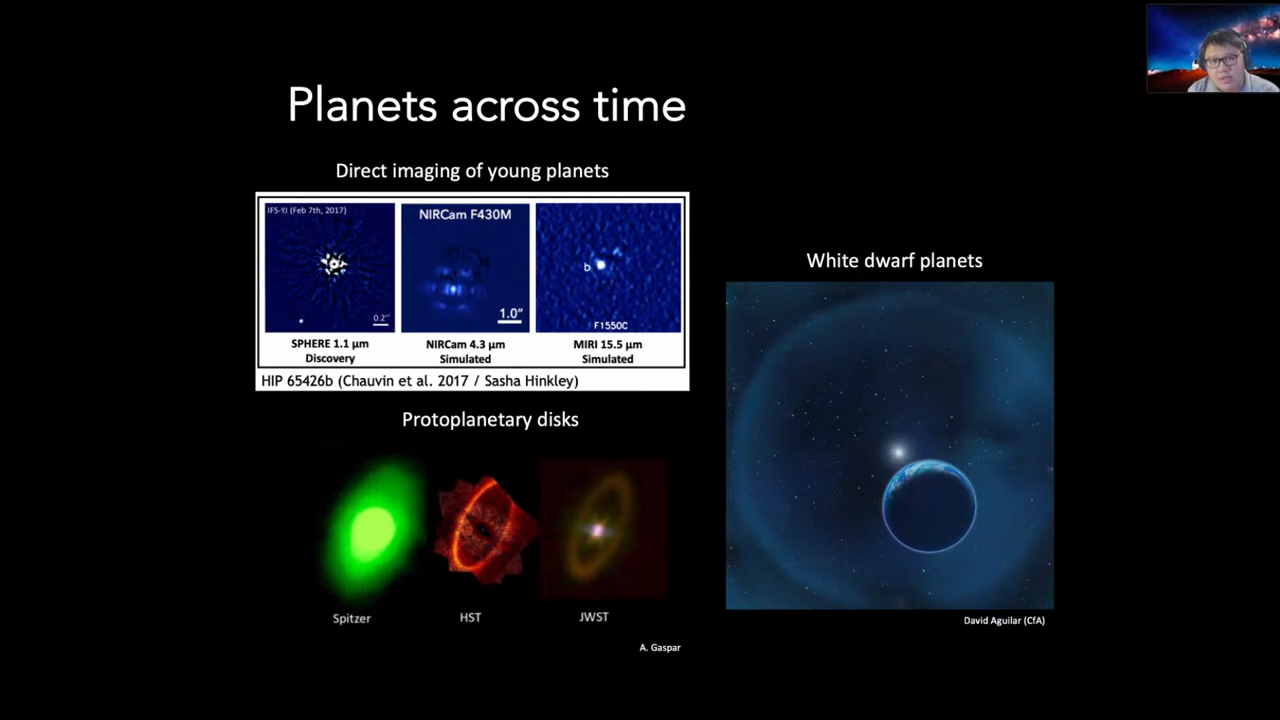 Planets across time
Direct imaging of young planets
IFS-YJ (Feb 7th, 2017)
0.2''
SPHERE 1.1 μm
Discovery
NIRCam F430M
1.0"
NIRCam 4.3 μm
Simulated
b
F1550C
MIRI 15.5 μm
Simulated
HIP 65426b (Chauvin et al. 2017 / Sasha Hinkley)
Protoplanetary disks
Spitzer
HST
JWST
A. Gaspar
White dwarf planets
David Aguilar (CfA)